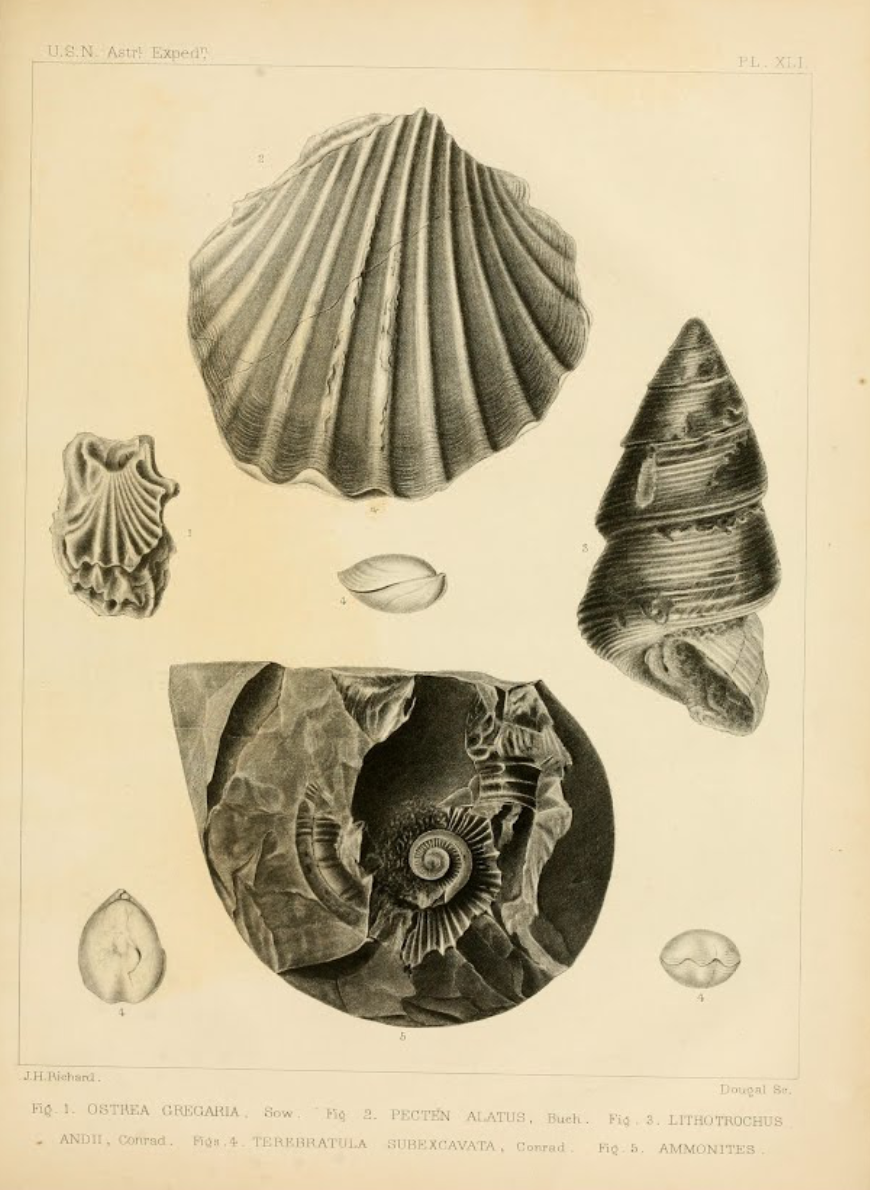 U.S.N. Astrl. Expedn.
PL. XLI.
2
1
3
4
4
4
5
J.H. Richard.
Dougal Sc.
Fig. 1. OSTREA GREGARIA, Sow. Fig. 2. PECTEN ALATUS, Buch. Fig. 3. LITHOTROCHUS
ANDII, Conrad. Figs. 4. TEREBRATULA SUBEXCAVATA, Conrad. Fig. 5. AMMONITES.